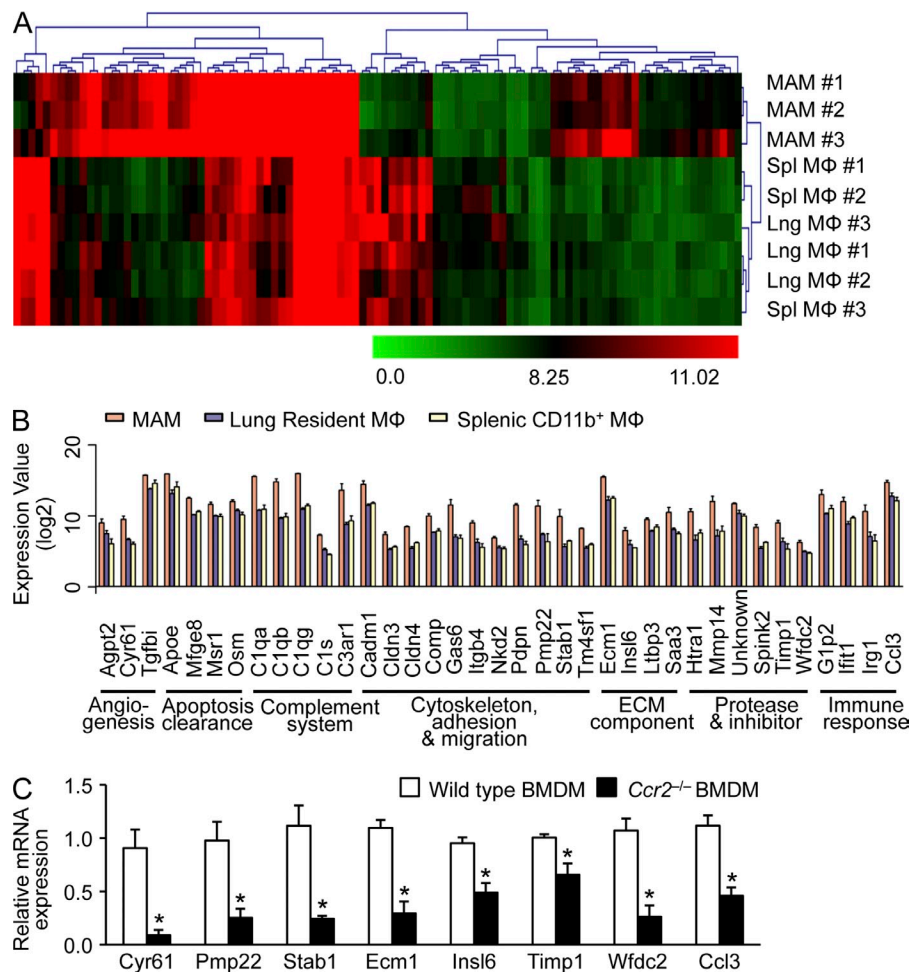 A
MAM #1
MAM #2
MAM #3
Spl MΦ #1
Spl MΦ #2
Lng MΦ #3
Lng MΦ #1
Lng MΦ #2
Spl MΦ #3
0.0 8.25 11.02
B
MAM Lung Resident MΦ Splenic CD11b⁺ MΦ
Expression Value
(log2)
20
10
0
Agpt2
Cyr61
Tgfbi
Apoe
Mfge8
Msr1
Osm
C1qa
C1qb
C1qg
C1s
C3ar1
Cadm1
Cldn3
Cldn4
Comp
Gas6
Itgb4
Nkd2
Pdpn
Pmp22
Stab1
Tm4sf1
Ecm1
Insl6
Ltbp3
Saa3
Htra1
Mmp14
Unknown
Spink2
Timp1
Wfdc2
G1p2
Ifit1
Irg1
Ccl3
Angio-
genesis
Apoptosis
clearance
Complement
system
Cytoskeleton,
adhesion
& migration
ECM
component
Protease
& inhibitor
Immune
response
C
Wild type BMDM Ccr2⁻/⁻ BMDM
Relative mRNA
expression
1.5
1.0
0.5
0.0
* * * * * * * *
Cyr61 Pmp22 Stab1 Ecm1 Insl6 Timp1 Wfdc2 Ccl3